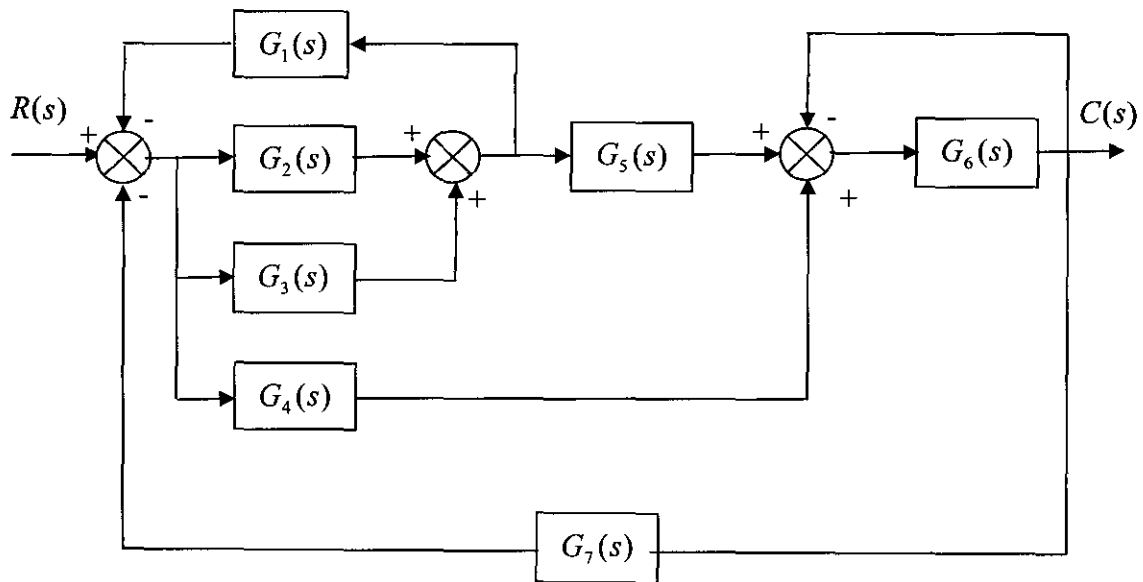 G₁(s)
R(s)
C(s)
+
-
-
G₂(s)
+
+
G₅(s)
+
-
+
G₆(s)
G₃(s)
G₄(s)
G₇(s)